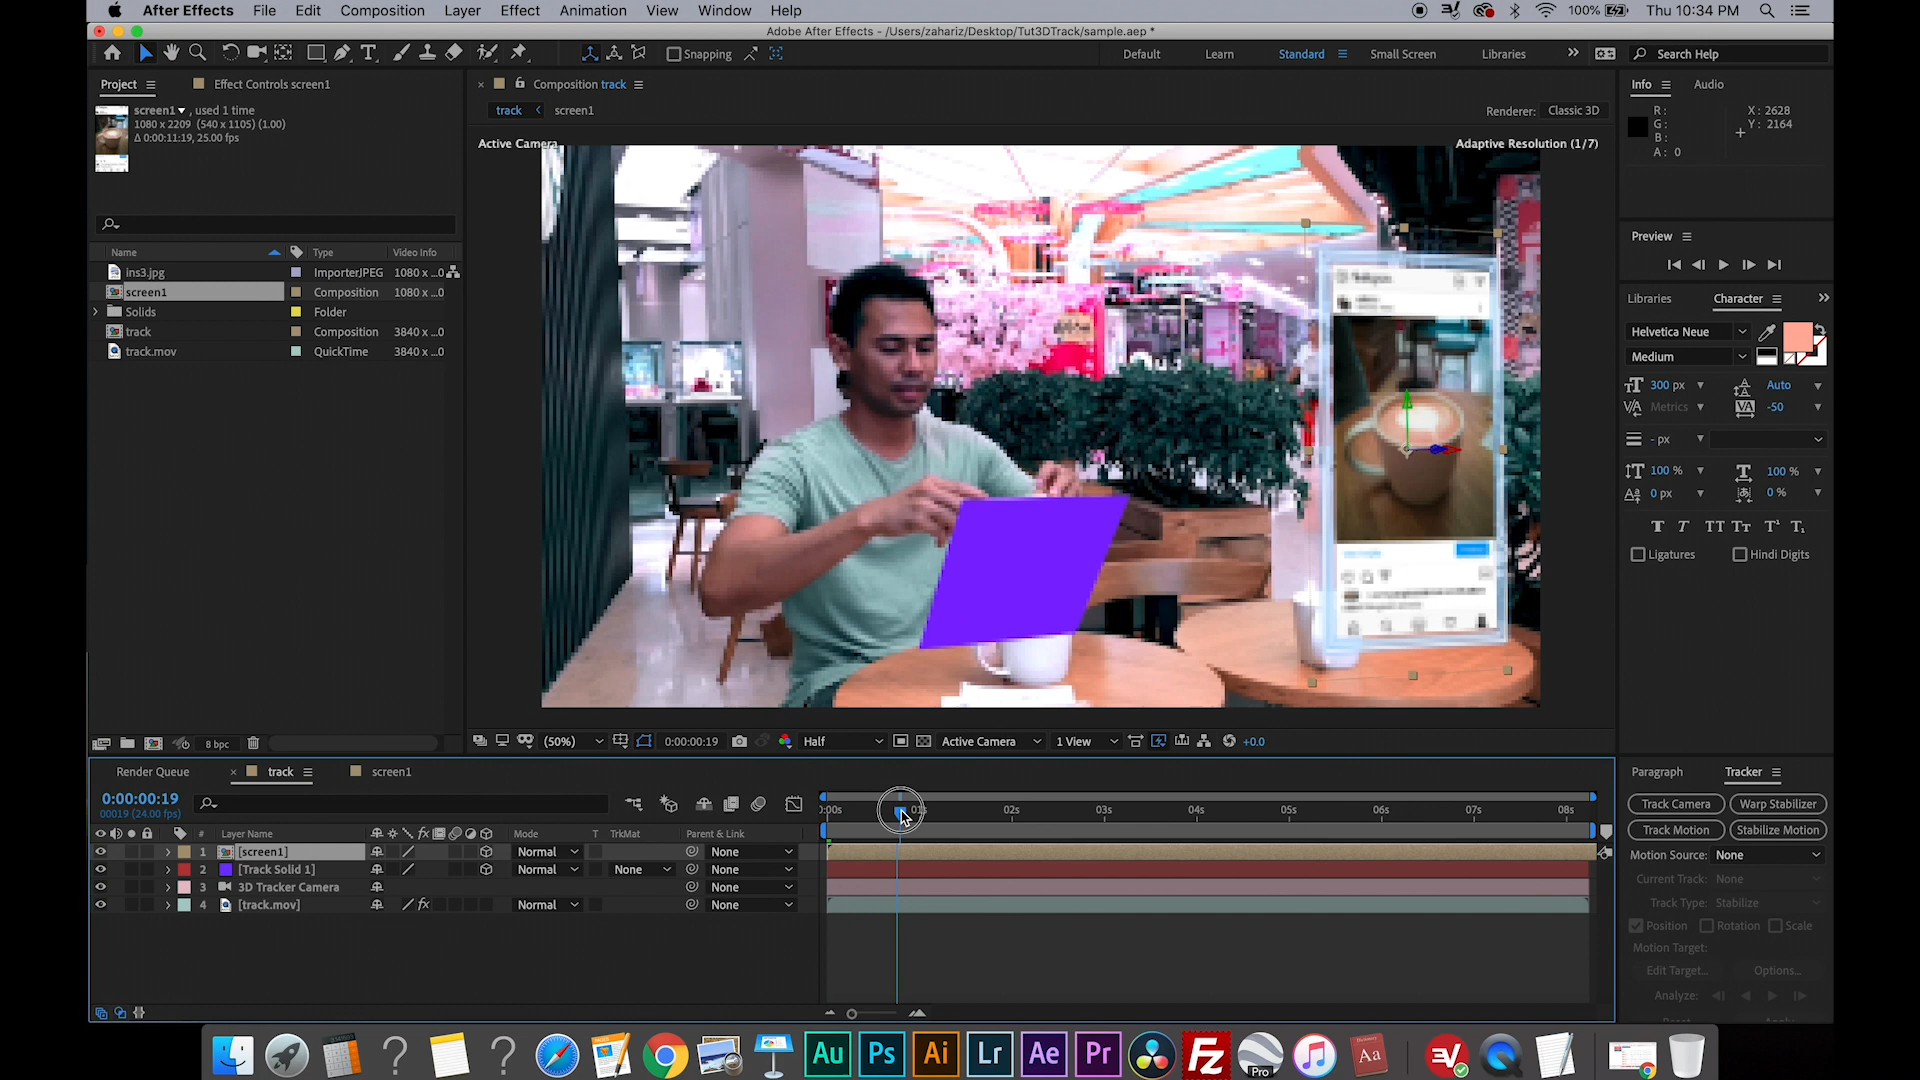 After Effects File Edit Composition Layer Effect Animation View Window Help
100% Thu 10:34 PM
Adobe After Effects - /Users/zahariz/Desktop/Tut3DTrack/sample.aep *
Snapping
Default Learn Standard Small Screen Libraries
Search Help
Project
Effect Controls screen1
Composition track
Info
Audio
track
screen1
Renderer: Classic 3D
screen1 , used 1 time
1080 x 2209 (540 x 1105) (1.00)
Δ 0:00:11:19, 25.00 fps
R :
G :
B :
A : 0
X : 2628
Y : 2164
Active Camera
Adaptive Resolution (1/7)
Name Type Video Info
ins3.jpg ImporterJPEG 1080 x ...0
screen1 Composition 1080 x ...0
Solids Folder
track Composition 3840 x ...0
track.mov QuickTime 3840 x ...0
Preview
Libraries Character
Helvetica Neue
Medium
300 px Auto
Metrics -50
- px
100 % 100 %
0 px 0 %
T T TT Tт T¹ T₁
Ligatures Hindi Digits
8 bpc
(50%) 0:00:00:19 Half Active Camera 1 View +0.0
Render Queue track screen1
0:00:00:19
00019 (24.00 fps)
:00s 01s 02s 03s 04s 05s 06s 07s 08s
# Layer Name Mode T TrkMat Parent & Link
1 [screen1] Normal None
2 [Track Solid 1] Normal None None
3 3D Tracker Camera None
4 [track.mov] fx Normal None
Paragraph Tracker
Track Camera Warp Stabilizer
Track Motion Stabilize Motion
Motion Source: None
Current Track: None
Track Type: Stabilize
Position Rotation Scale
Motion Target:
Edit Target... Options...
Analyze:
Au Ps Ai Lr Ae Pr Fz Pro Aa